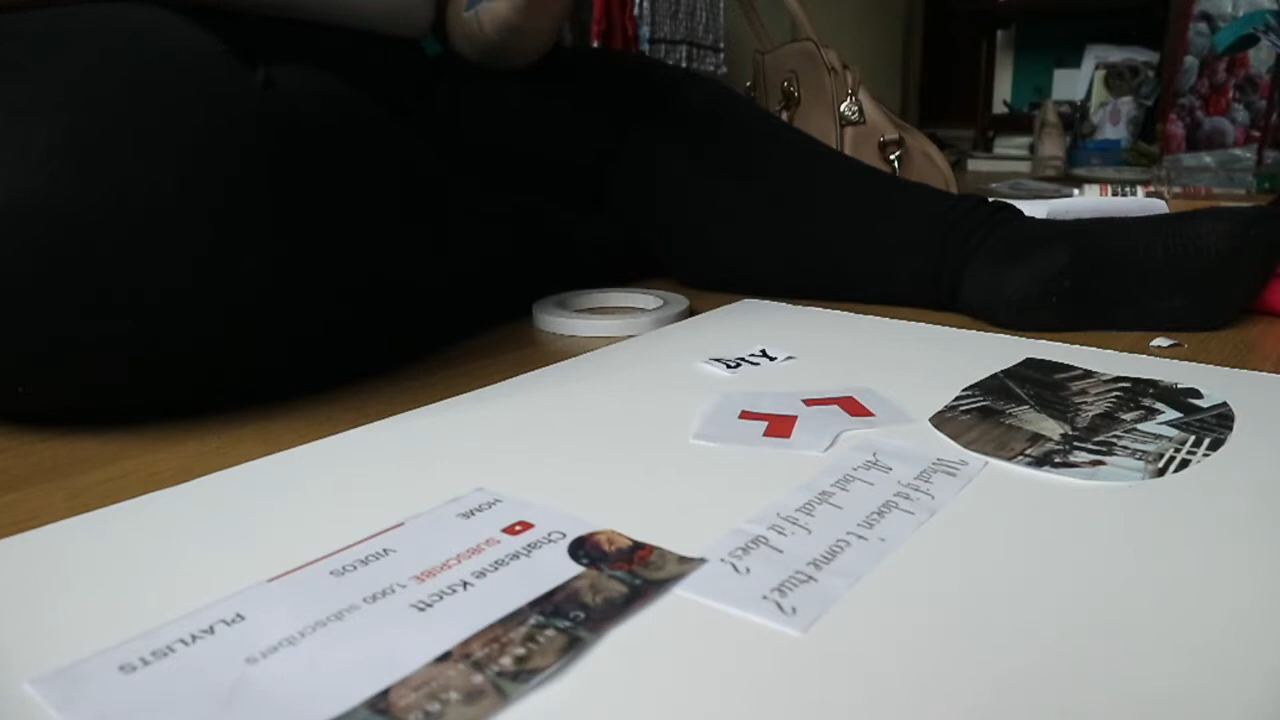 DIY
What if it doesn't come true?
Ah, but what if it does?
Charleane Knott
SUBSCRIBE 1,000 subscribers
HOME
VIDEOS
PLAYLISTS